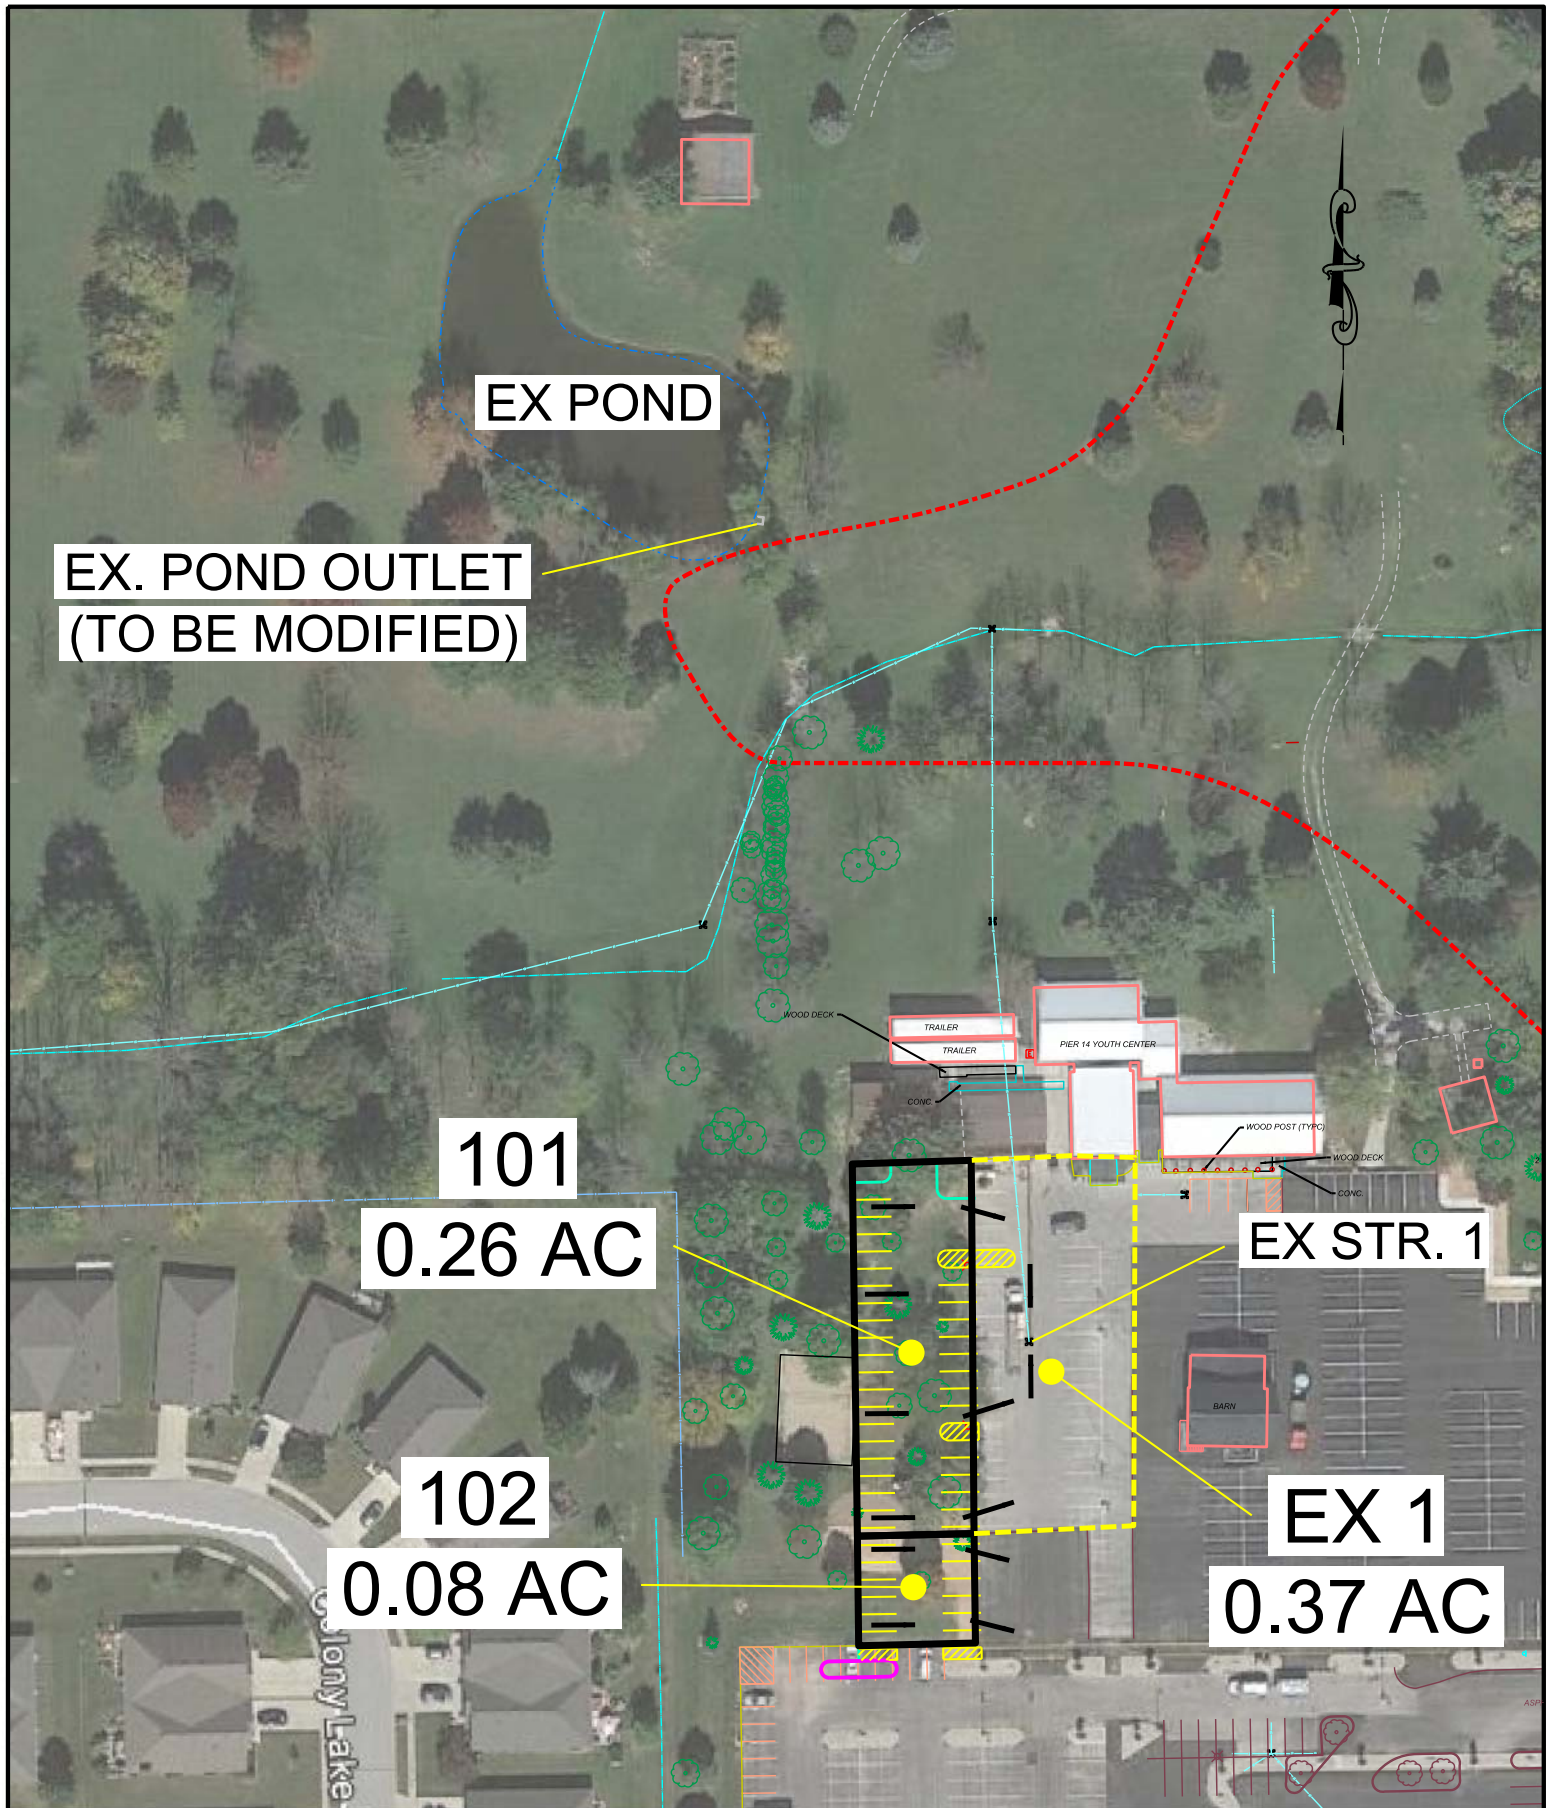 EX POND
EX. POND OUTLET
(TO BE MODIFIED)
WOOD DECK
TRAILER
TRAILER
PIER 14 YOUTH CENTER
CONC.
WOOD POST (TYPC)
WOOD DECK
CONC.
101
0.26 AC
EX STR. 1
BARN
102
0.08 AC
EX 1
0.37 AC
Colony Lake
ASP